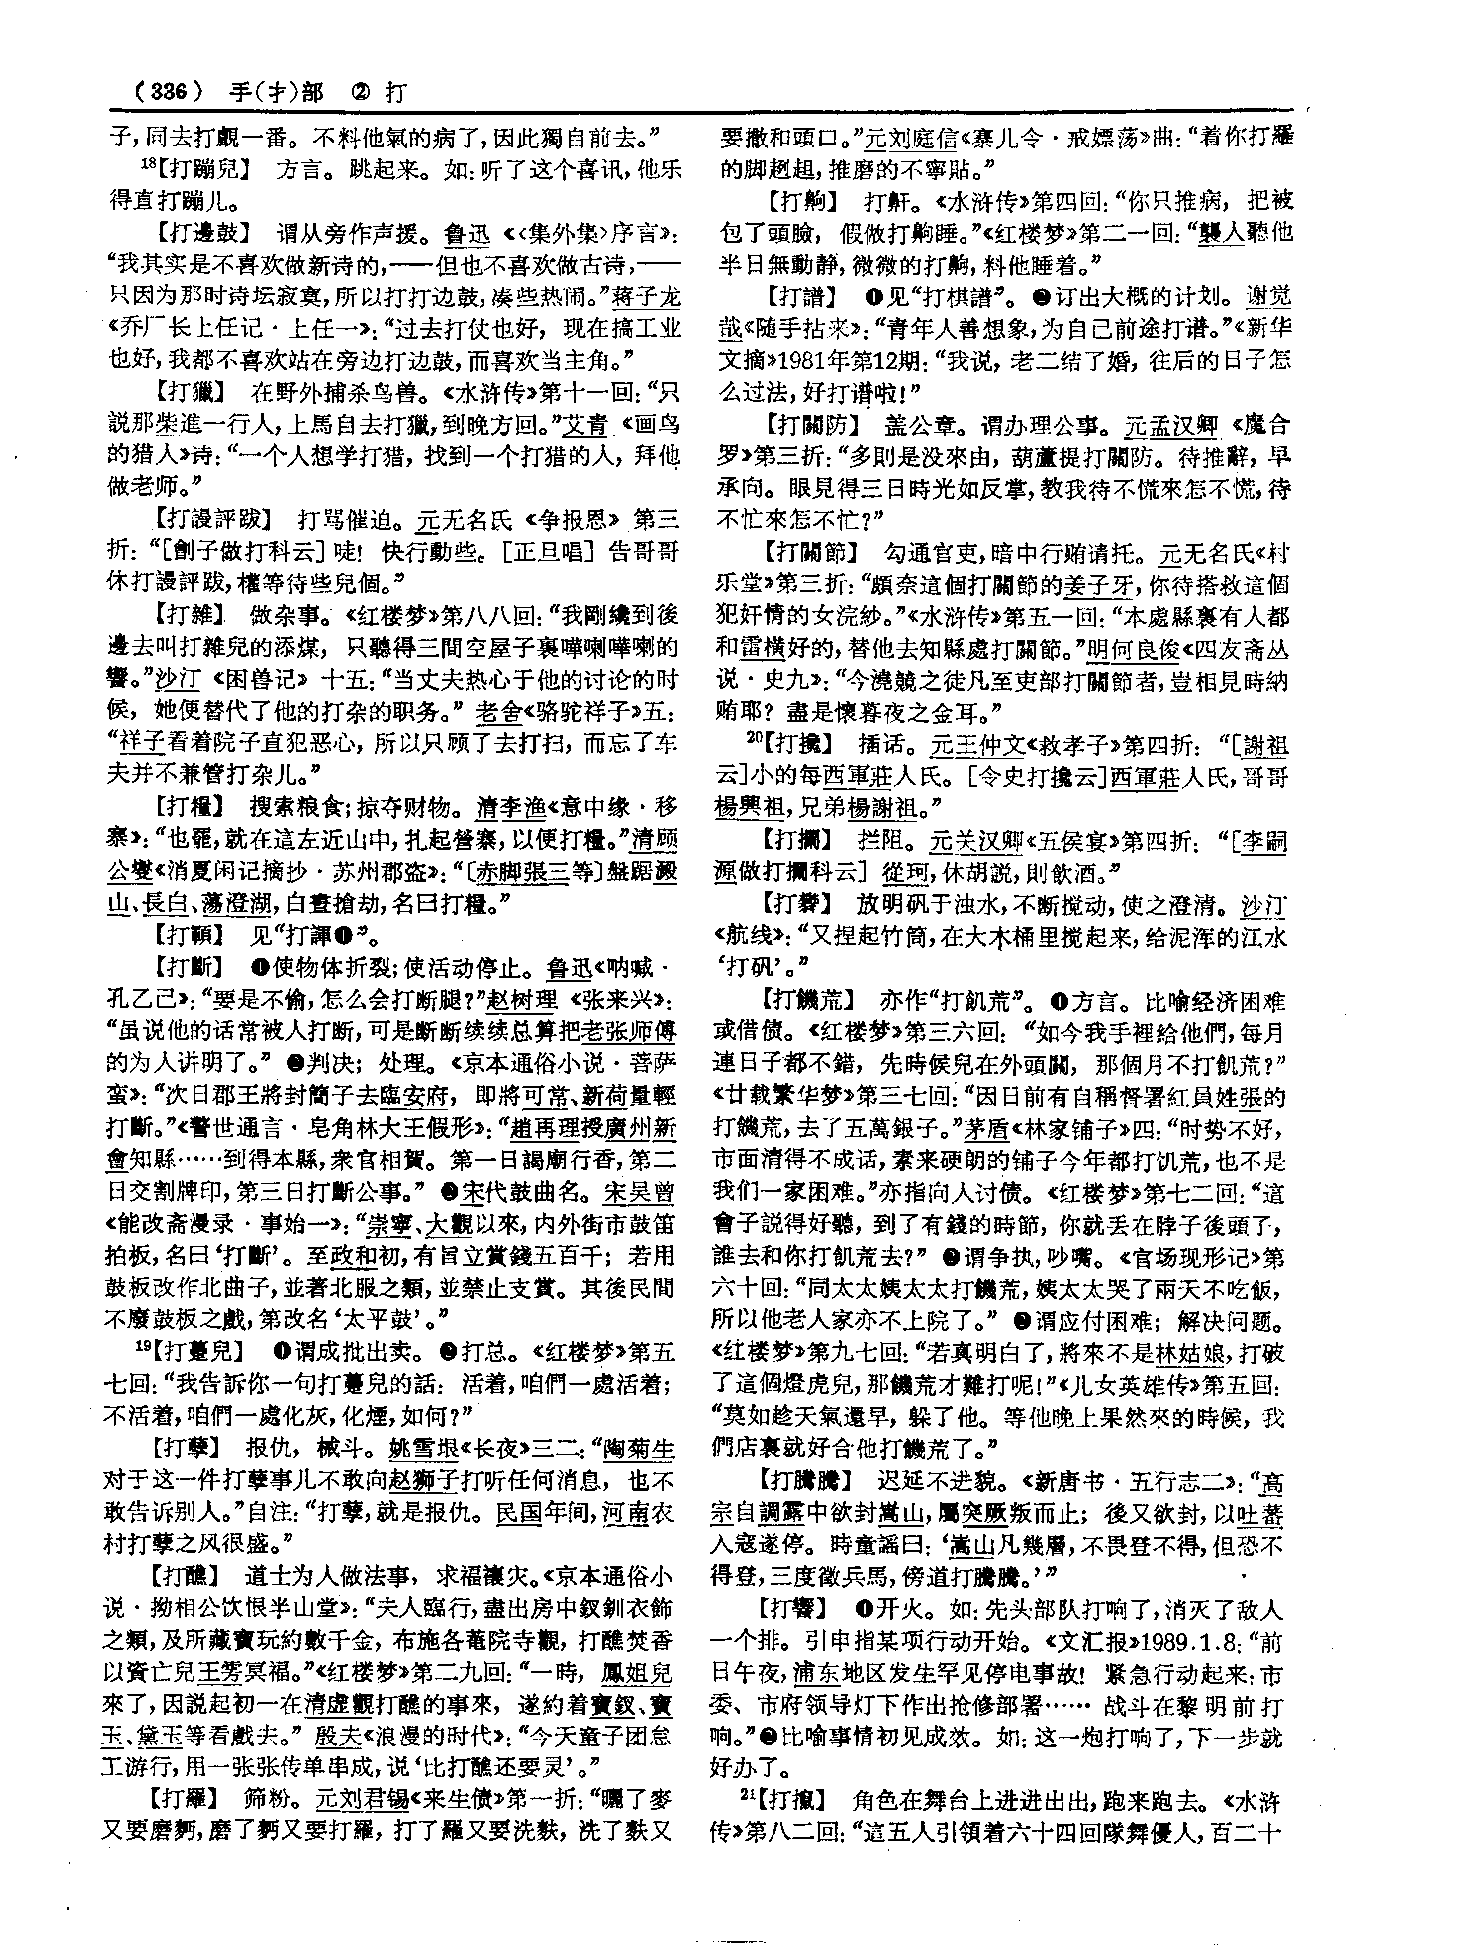 （336） 手(扌)部 ② 打
子，同去打覷一番。不料他氣的病了，因此獨自前去。”
18【打蹦兒】 方言。跳起来。如：听了这个喜讯，他乐
得直打蹦儿。
【打邊鼓】 谓从旁作声援。鲁迅《〈集外集〉序言》：
“我其实是不喜欢做新诗的，——但也不喜欢做古诗，——
只因为那时诗坛寂寞，所以打打边鼓，凑些热闹。”蒋子龙
《乔厂长上任记·上任一》：“过去打仗也好，现在搞工业
也好，我都不喜欢站在旁边打边鼓，而喜欢当主角。”
【打獵】 在野外捕杀鸟兽。《水浒传》第十一回：“只
説那柴進一行人，上馬自去打獵，到晚方回。”艾青《画鸟
的猎人》诗：“一个人想学打猎，找到一个打猎的人，拜他
做老师。”
【打謾評跋】 打骂催迫。元无名氏《争报恩》第三
折：“［劊子做打科云］哫！快行動些。［正旦唱］告哥哥
休打謾評跋，權等待些兒個。”
【打雜】 做杂事。《红楼梦》第八八回：“我剛纔到後
邊去叫打雜兒的添煤，只聽得三間空屋子裏嘩喇嘩喇的
響。”沙汀《困兽记》十五：“当丈夫热心于他的讨论的时
候，她便替代了他的打杂的职务。”老舍《骆驼祥子》五：
“祥子看着院子直犯恶心，所以只顾了去打扫，而忘了车
夫并不兼管打杂儿。”
【打糧】 搜索粮食；掠夺财物。清李渔《意中缘·移
寨》：“也罷，就在這左近山中，扎起營寨，以便打糧。”清顾
公燮《消夏闲记摘抄·苏州郡盗》：“〔赤脚張三等〕盤踞澱
山、長白、蕩澄湖，白晝搶劫，名曰打糧。”
【打顐】 见“打諢❶”。
【打斷】 ❶使物体折裂；使活动停止。鲁迅《呐喊·
孔乙己》：“要是不偷，怎么会打断腿？”赵树理《张来兴》：
“虽说他的话常被人打断，可是断断续续总算把老张师傅
的为人讲明了。”❷判决；处理。《京本通俗小说·菩萨
蛮》：“次日郡王將封簡子去臨安府，即將可常、新荷量輕
打斷。”《警世通言·皂角林大王假形》：“趙再理授廣州新
會知縣……到得本縣，衆官相賀。第一日謁廟行香，第二
日交割牌印，第三日打斷公事。”❸宋代鼓曲名。宋吴曾
《能改斋漫录·事始一》：“崇寧、大觀以來，内外街市鼓笛
拍板，名曰‘打斷’。至政和初，有旨立賞錢五百千；若用
鼓板改作北曲子，並著北服之類，並禁止支賞。其後民間
不廢鼓板之戲，第改名‘太平鼓’。”
19【打躉兒】 ❶谓成批出卖。❷打总。《红楼梦》第五
七回：“我告訴你一句打躉兒的話：活着，咱們一處活着；
不活着，咱們一處化灰，化煙，如何？”
【打孽】 报仇，械斗。姚雪垠《长夜》三二：“陶菊生
对于这一件打孽事儿不敢向赵狮子打听任何消息，也不
敢告诉别人。”自注：“打孽，就是报仇。民国年间，河南农
村打孽之风很盛。”
【打醮】 道士为人做法事，求福禳灾。《京本通俗小
说·拗相公饮恨半山堂》：“夫人臨行，盡出房中釵釧衣飾
之類，及所藏寳玩約數千金，布施各菴院寺觀，打醮焚香
以資亡兒王雱冥福。”《红楼梦》第二九回：“一時，鳳姐兒
來了，因説起初一在清虚觀打醮的事來，遂約着寶釵、寶
玉、黛玉等看戲去。”殷夫《浪漫的时代》：“今天童子团怠
工游行，用一张张传单串成，说‘比打醮还要灵’。”
【打羅】 筛粉。元刘君锡《来生债》第一折：“曬了麥
又要磨麪，磨了麪又要打羅，打了羅又要洗麩，洗了麩又
要撒和頭口。”元刘庭信《寨儿令·戒嫖荡》曲：“着你打羅
的脚趔趄，推磨的不寧貼。”
【打齁】 打鼾。《水浒传》第四回：“你只推病，把被
包了頭臉，假做打齁睡。”《红楼梦》第二一回：“襲人聽他
半日無動静，微微的打齁，料他睡着。”
【打譜】 ❶见“打棋譜”。❷订出大概的计划。谢觉
哉《随手拈来》：“青年人善想象，为自己前途打谱。”《新华
文摘》1981年第12期：“我说，老二结了婚，往后的日子怎
么过法，好打谱啦！”
【打關防】 盖公章。谓办理公事。元孟汉卿《魔合
罗》第三折：“多則是没來由，葫蘆提打關防。待推辭，早
承向。眼見得三日時光如反掌，教我待不慌來怎不慌，待
不忙來怎不忙？”
【打關節】 勾通官吏，暗中行贿请托。元无名氏《村
乐堂》第三折：“頗奈這個打關節的姜子牙，你待搭救這個
犯奸情的女浣紗。”《水浒传》第五一回：“本處縣裏有人都
和雷横好的，替他去知縣處打關節。”明何良俊《四友斋丛
说·史九》：“今澆競之徒凡至吏部打關節者，豈相見時納
賄耶？盡是懷暮夜之金耳。”
20【打攙】 插话。元王仲文《救孝子》第四折：“［謝祖
云］小的每西軍莊人氏。［令史打攙云］西軍莊人氏，哥哥
楊興祖，兄弟楊謝祖。”
【打攔】 拦阻。元关汉卿《五侯宴》第四折：“［李嗣
源做打攔科云］從珂，休胡説，則飲酒。”
【打礬】 放明矾于浊水，不断搅动，使之澄清。沙汀
《航线》：“又捏起竹筒，在大木桶里搅起来，给泥浑的江水
‘打矾’。”
【打饑荒】 亦作“打飢荒”。❶方言。比喻经济困难
或借债。《红楼梦》第三六回：“如今我手裡給他們，每月
連日子都不錯，先時候兒在外頭關，那個月不打飢荒？”
《廿载繁华梦》第三七回：“因日前有自稱督署紅員姓張的
打饑荒，去了五萬銀子。”茅盾《林家铺子》四：“时势不好，
市面清得不成话，素来硬朗的铺子今年都打饥荒，也不是
我们一家困难。”亦指向人讨债。《红楼梦》第七二回：“這
會子説得好聽，到了有錢的時節，你就丢在脖子後頭了，
誰去和你打飢荒去？”❷谓争执，吵嘴。《官场现形记》第
六十回：“同太太姨太太打饑荒，姨太太哭了兩天不吃飯，
所以他老人家亦不上院了。”❸谓应付困难；解决问题。
《红楼梦》第九七回：“若真明白了，將來不是林姑娘，打破
了這個燈虎兒，那饑荒才難打呢！”《儿女英雄传》第五回：
“莫如趁天氣還早，躲了他。等他晚上果然來的時候，我
們店裏就好合他打饑荒了。”
【打騰騰】 迟延不进貌。《新唐书·五行志二》：“高
宗自調露中欲封嵩山，屬突厥叛而止；後又欲封，以吐蕃
入寇遂停。時童謡曰：‘嵩山凡幾層，不畏登不得，但恐不
得登，三度徵兵馬，傍道打騰騰。’”
【打響】 ❶开火。如：先头部队打响了，消灭了敌人
一个排。引申指某项行动开始。《文汇报》1989.1.8：“前
日午夜，浦东地区发生罕见停电事故！紧急行动起来：市
委、市府领导灯下作出抢修部署……战斗在黎明前打
响。”❷比喻事情初见成效。如：这一炮打响了，下一步就
好办了。
21【打攛】 角色在舞台上进进出出，跑来跑去。《水浒
传》第八二回：“這五人引領着六十四回隊舞優人，百二十